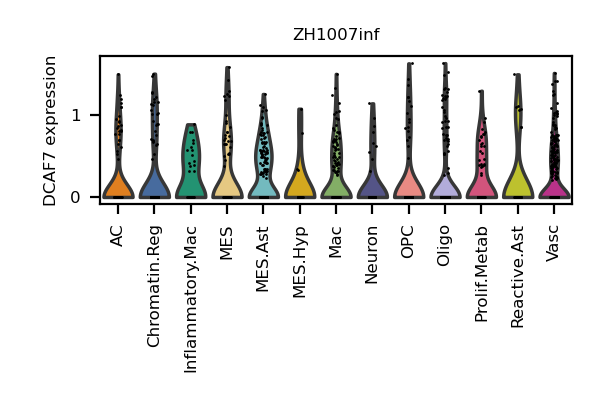 ZH1007inf
DCAF7 expression
1
0
AC
Chromatin.Reg
Inflammatory.Mac
MES
MES.Ast
MES.Hyp
Mac
Neuron
OPC
Oligo
Prolif.Metab
Reactive.Ast
Vasc